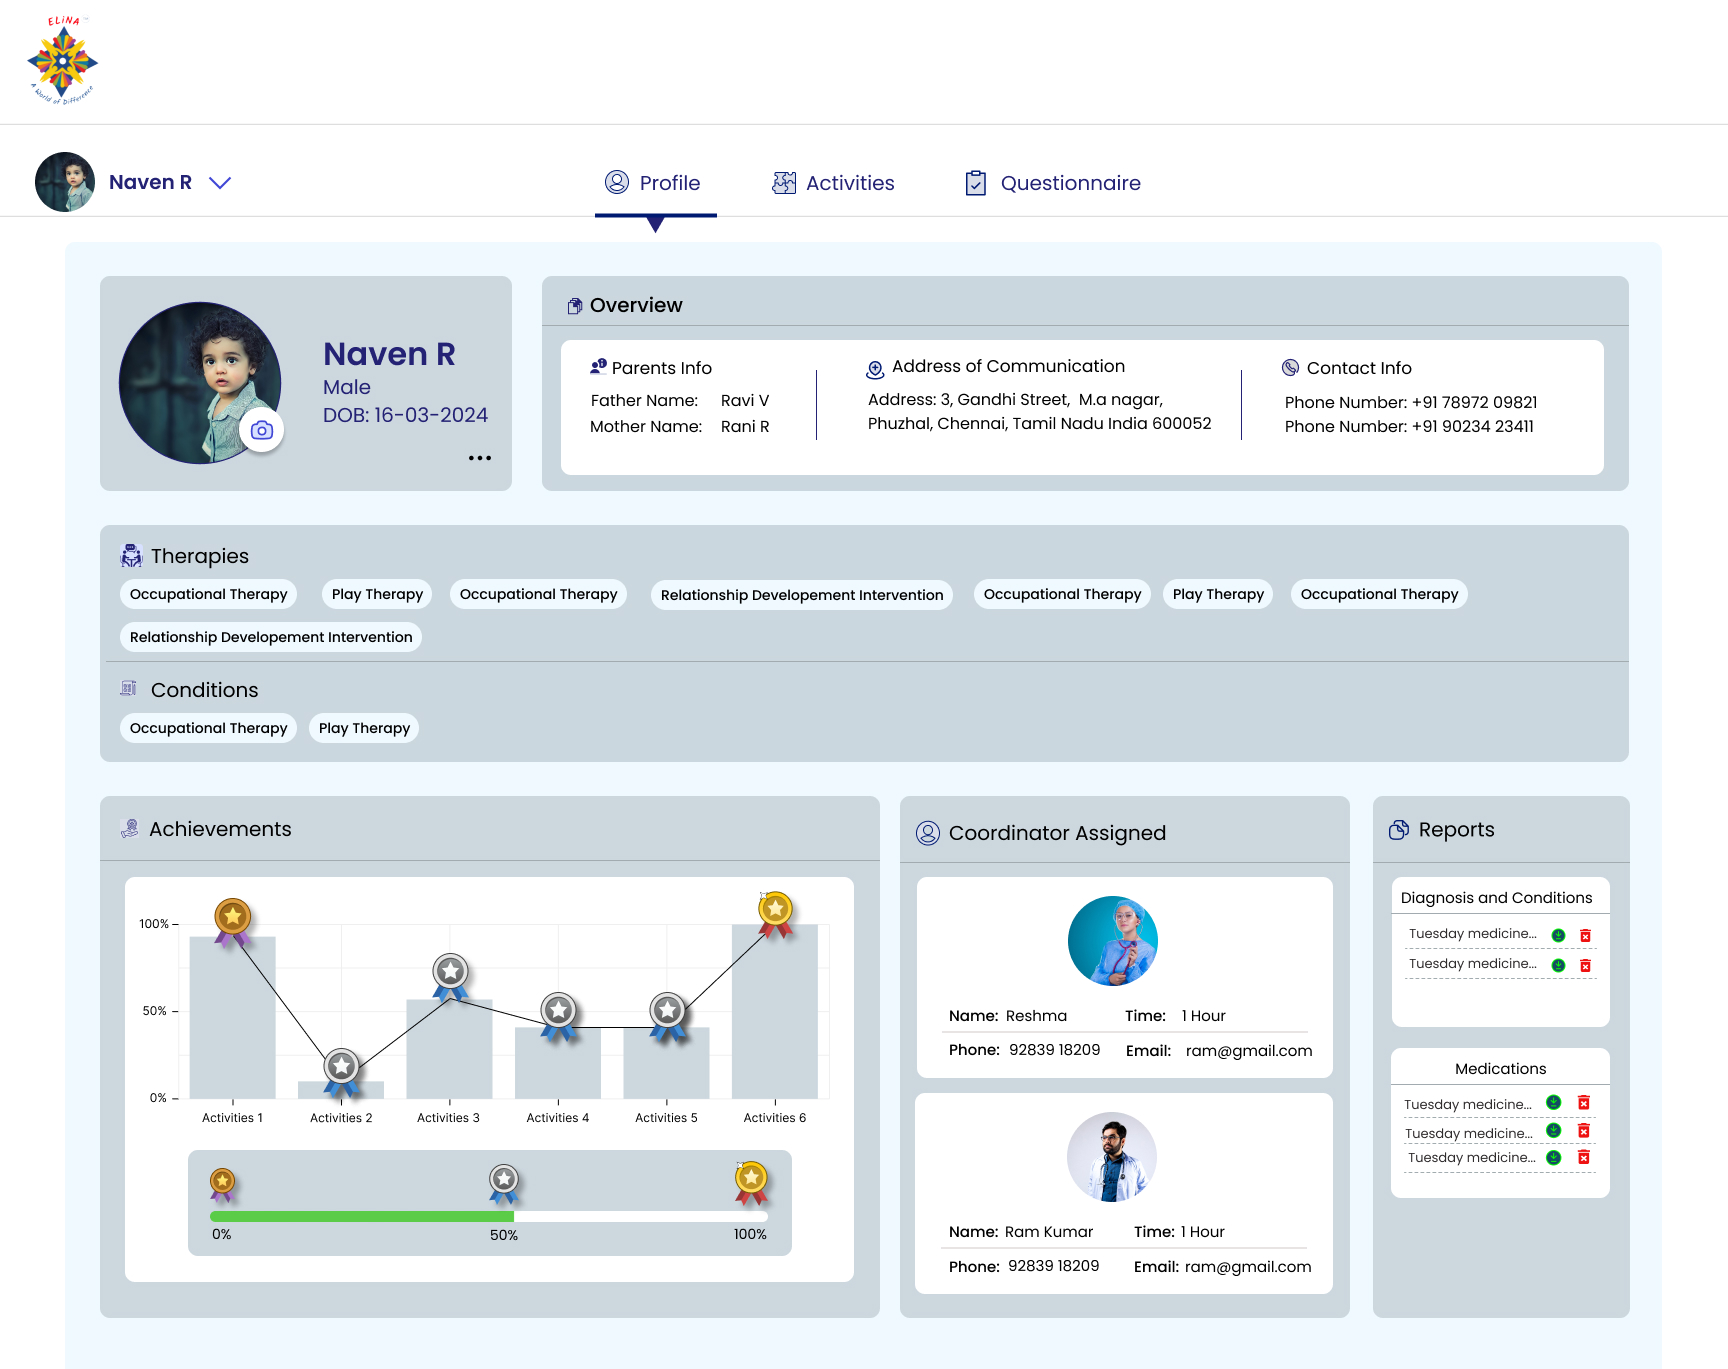 ELiNA
A World of Difference
Naven R
Profile
Activities
Questionnaire
Naven R
Male
DOB: 16-03-2024
Overview
Parents Info
Father Name: Ravi V
Mother Name: Rani R
Address of Communication
Address: 3, Gandhi Street, M.a nagar,
Phuzhal, Chennai, Tamil Nadu India 600052
Contact Info
Phone Number: +91 78972 09821
Phone Number: +91 90234 23411
Therapies
Occupational Therapy
Play Therapy
Occupational Therapy
Relationship Developement Intervention
Occupational Therapy
Play Therapy
Occupational Therapy
Relationship Developement Intervention
Conditions
Occupational Therapy
Play Therapy
Achievements
100%
50%
0%
Activities 1
Activities 2
Activities 3
Activities 4
Activities 5
Activities 6
0%
50%
100%
Coordinator Assigned
Name: Reshma
Time: 1 Hour
Phone: 92839 18209
Email: ram@gmail.com
Name: Ram Kumar
Time: 1 Hour
Phone: 92839 18209
Email: ram@gmail.com
Reports
Diagnosis and Conditions
Tuesday medicine...
Tuesday medicine...
Medications
Tuesday medicine...
Tuesday medicine...
Tuesday medicine...